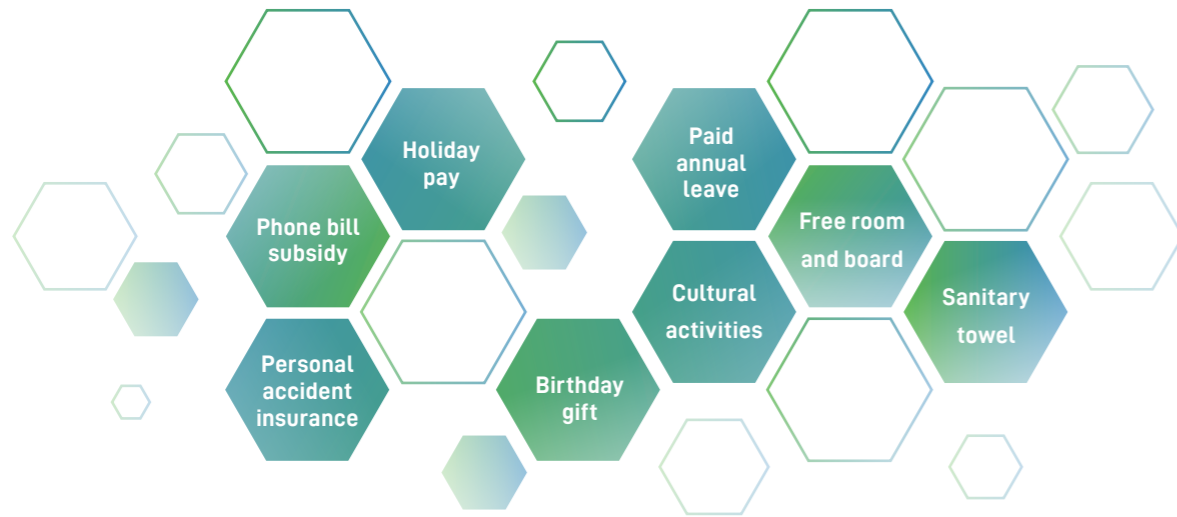 Holiday
pay
Paid
annual
leave
Phone bill
subsidy
Free room
and board
Cultural
activities
Sanitary
towel
Personal
accident
insurance
Birthday
gift